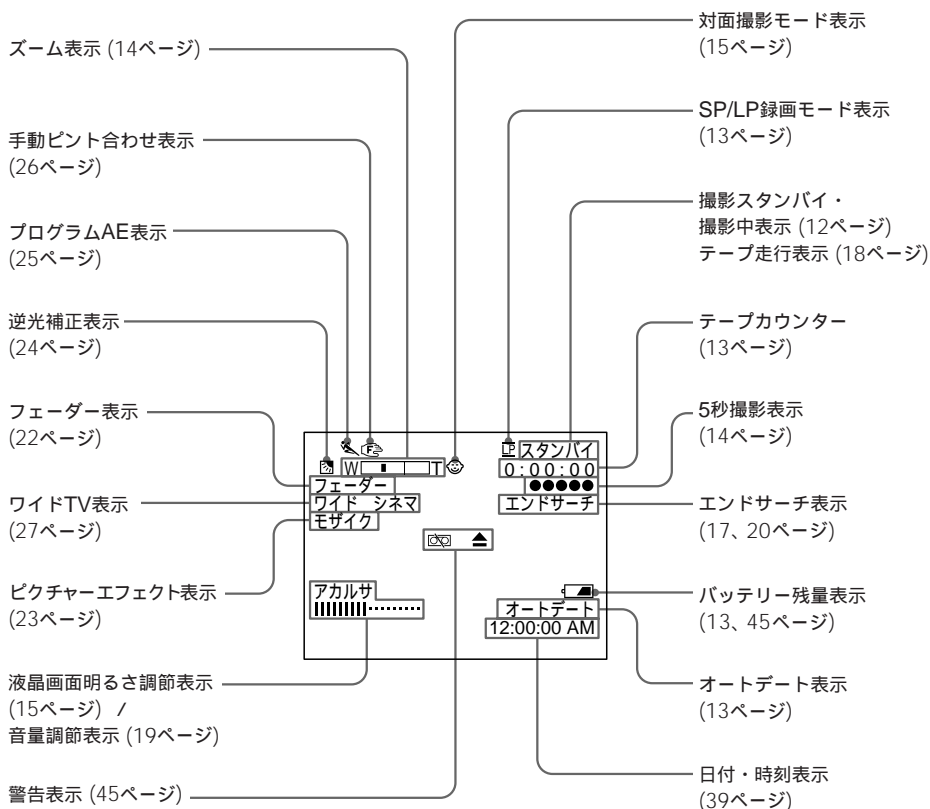 ズーム表示 (14ページ)
手動ピント合わせ表示
(26ページ)
プログラムAE表示
(25ページ)
逆光補正表示
(24ページ)
フェーダー表示
(22ページ)
ワイドTV表示
(27ページ)
ピクチャーエフェクト表示
(23ページ)
液晶画面明るさ調節表示
(15ページ) /
音量調節表示 (19ページ)
警告表示 (45ページ)
F
W T
フェーダー
ワイド シネマ
モザイク
アカルサ
LP スタンバイ
0:00:00
エンドサーチ
オートデート
12:00:00 AM
対面撮影モード表示
(15ページ)
SP/LP録画モード表示
(13ページ)
撮影スタンバイ・
撮影中表示 (12ページ)
テープ走行表示 (18ページ)
テープカウンター
(13ページ)
5秒撮影表示
(14ページ)
エンドサーチ表示
(17、20ページ)
バッテリー残量表示
(13、45ページ)
オートデート表示
(13ページ)
日付・時刻表示
(39ページ)